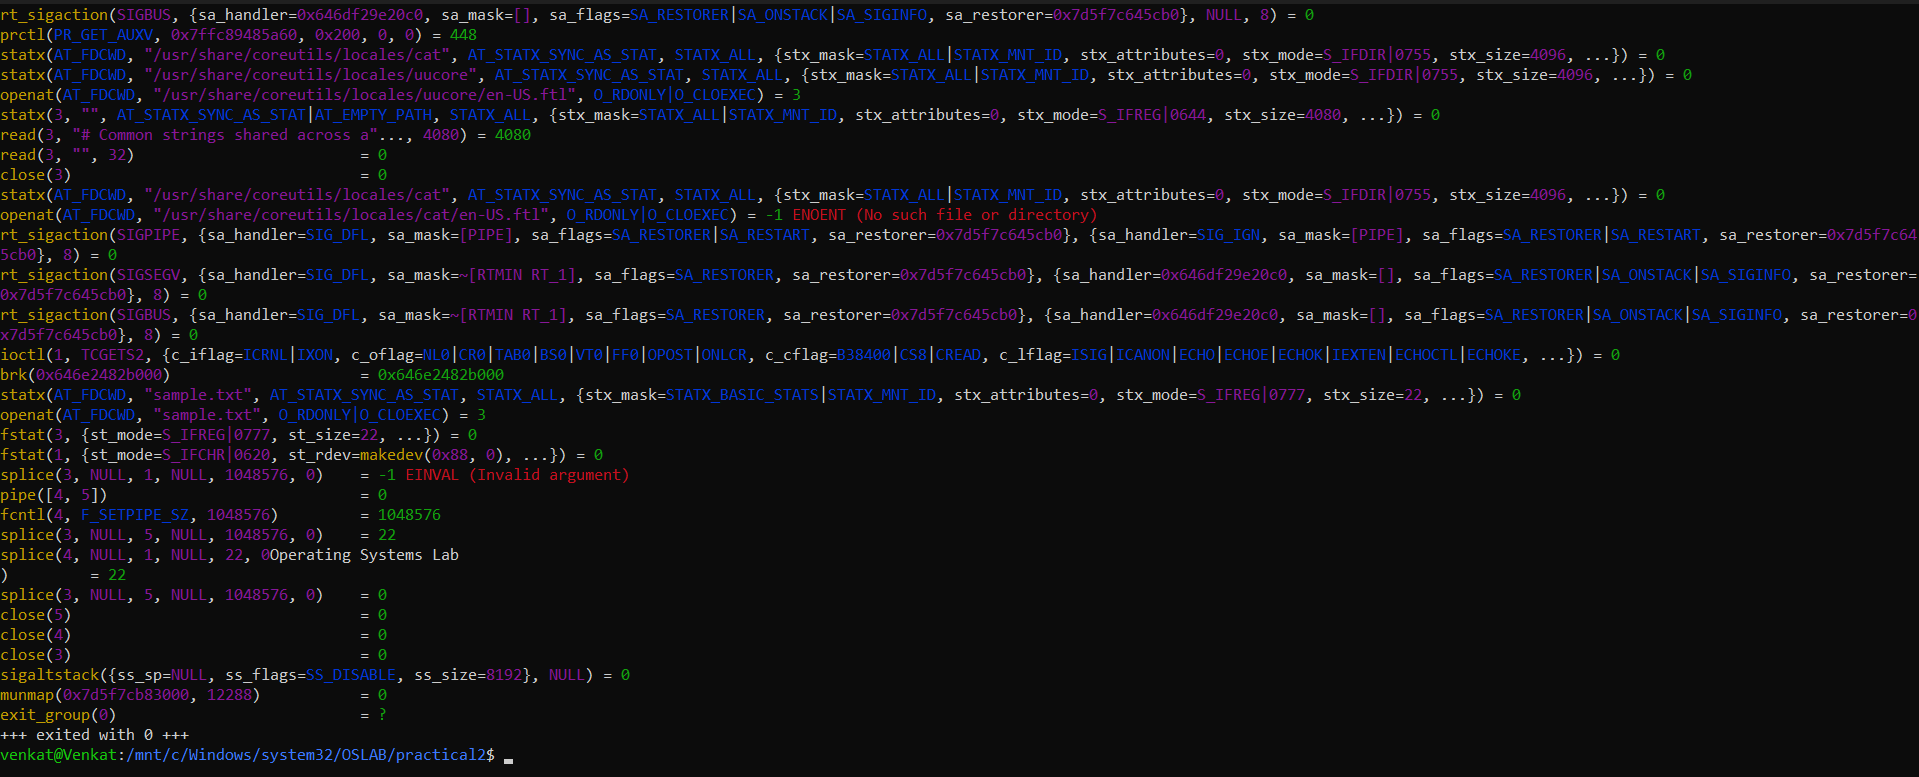 rt_sigaction(SIGBUS, {sa_handler=0x646df29e20c0, sa_mask=[], sa_flags=SA_RESTORER|SA_ONSTACK|SA_SIGINFO, sa_restorer=0x7d5f7c645cb0}, NULL, 8) = 0
prctl(PR_GET_AUXV, 0x7ffc89485a60, 0x200, 0, 0) = 448
statx(AT_FDCWD, "/usr/share/coreutils/locales/cat", AT_STATX_SYNC_AS_STAT, STATX_ALL, {stx_mask=STATX_ALL|STATX_MNT_ID, stx_attributes=0, stx_mode=S_IFDIR|0755, stx_size=4096, ...}) = 0
statx(AT_FDCWD, "/usr/share/coreutils/locales/uucore", AT_STATX_SYNC_AS_STAT, STATX_ALL, {stx_mask=STATX_ALL|STATX_MNT_ID, stx_attributes=0, stx_mode=S_IFDIR|0755, stx_size=4096, ...}) = 0
openat(AT_FDCWD, "/usr/share/coreutils/locales/uucore/en-US.ftl", O_RDONLY|O_CLOEXEC) = 3
statx(3, "", AT_STATX_SYNC_AS_STAT|AT_EMPTY_PATH, STATX_ALL, {stx_mask=STATX_ALL|STATX_MNT_ID, stx_attributes=0, stx_mode=S_IFREG|0644, stx_size=4080, ...}) = 0
read(3, "# Common strings shared across a"..., 4080) = 4080
read(3, "", 32)                         = 0
close(3)                                = 0
statx(AT_FDCWD, "/usr/share/coreutils/locales/cat", AT_STATX_SYNC_AS_STAT, STATX_ALL, {stx_mask=STATX_ALL|STATX_MNT_ID, stx_attributes=0, stx_mode=S_IFDIR|0755, stx_size=4096, ...}) = 0
openat(AT_FDCWD, "/usr/share/coreutils/locales/cat/en-US.ftl", O_RDONLY|O_CLOEXEC) = -1 ENOENT (No such file or directory)
rt_sigaction(SIGPIPE, {sa_handler=SIG_DFL, sa_mask=[PIPE], sa_flags=SA_RESTORER|SA_RESTART, sa_restorer=0x7d5f7c645cb0}, {sa_handler=SIG_IGN, sa_mask=[PIPE], sa_flags=SA_RESTORER|SA_RESTART, sa_restorer=0x7d5f7c64
5cb0}, 8) = 0
rt_sigaction(SIGSEGV, {sa_handler=SIG_DFL, sa_mask=~[RTMIN RT_1], sa_flags=SA_RESTORER, sa_restorer=0x7d5f7c645cb0}, {sa_handler=0x646df29e20c0, sa_mask=[], sa_flags=SA_RESTORER|SA_ONSTACK|SA_SIGINFO, sa_restorer=
0x7d5f7c645cb0}, 8) = 0
rt_sigaction(SIGBUS, {sa_handler=SIG_DFL, sa_mask=~[RTMIN RT_1], sa_flags=SA_RESTORER, sa_restorer=0x7d5f7c645cb0}, {sa_handler=0x646df29e20c0, sa_mask=[], sa_flags=SA_RESTORER|SA_ONSTACK|SA_SIGINFO, sa_restorer=0
x7d5f7c645cb0}, 8) = 0
ioctl(1, TCGETS2, {c_iflag=ICRNL|IXON, c_oflag=NL0|CR0|TAB0|BS0|VT0|FF0|OPOST|ONLCR, c_cflag=B38400|CS8|CREAD, c_lflag=ISIG|ICANON|ECHO|ECHOE|ECHOK|IEXTEN|ECHOCTL|ECHOKE, ...}) = 0
brk(0x646e2482b000)                     = 0x646e2482b000
statx(AT_FDCWD, "sample.txt", AT_STATX_SYNC_AS_STAT, STATX_ALL, {stx_mask=STATX_BASIC_STATS|STATX_MNT_ID, stx_attributes=0, stx_mode=S_IFREG|0777, stx_size=22, ...}) = 0
openat(AT_FDCWD, "sample.txt", O_RDONLY|O_CLOEXEC) = 3
fstat(3, {st_mode=S_IFREG|0777, st_size=22, ...}) = 0
fstat(1, {st_mode=S_IFCHR|0620, st_rdev=makedev(0x88, 0), ...}) = 0
splice(3, NULL, 1, NULL, 1048576, 0)    = -1 EINVAL (Invalid argument)
pipe([4, 5])                            = 0
fcntl(4, F_SETPIPE_SZ, 1048576)         = 1048576
splice(3, NULL, 5, NULL, 1048576, 0)    = 22
splice(4, NULL, 1, NULL, 22, 0Operating Systems Lab
)         = 22
splice(3, NULL, 5, NULL, 1048576, 0)    = 0
close(5)                                = 0
close(4)                                = 0
close(3)                                = 0
sigaltstack({ss_sp=NULL, ss_flags=SS_DISABLE, ss_size=8192}, NULL) = 0
munmap(0x7d5f7cb83000, 12288)           = 0
exit_group(0)                           = ?
+++ exited with 0 +++
venkat@Venkat:/mnt/c/Windows/system32/OSLAB/practical2$